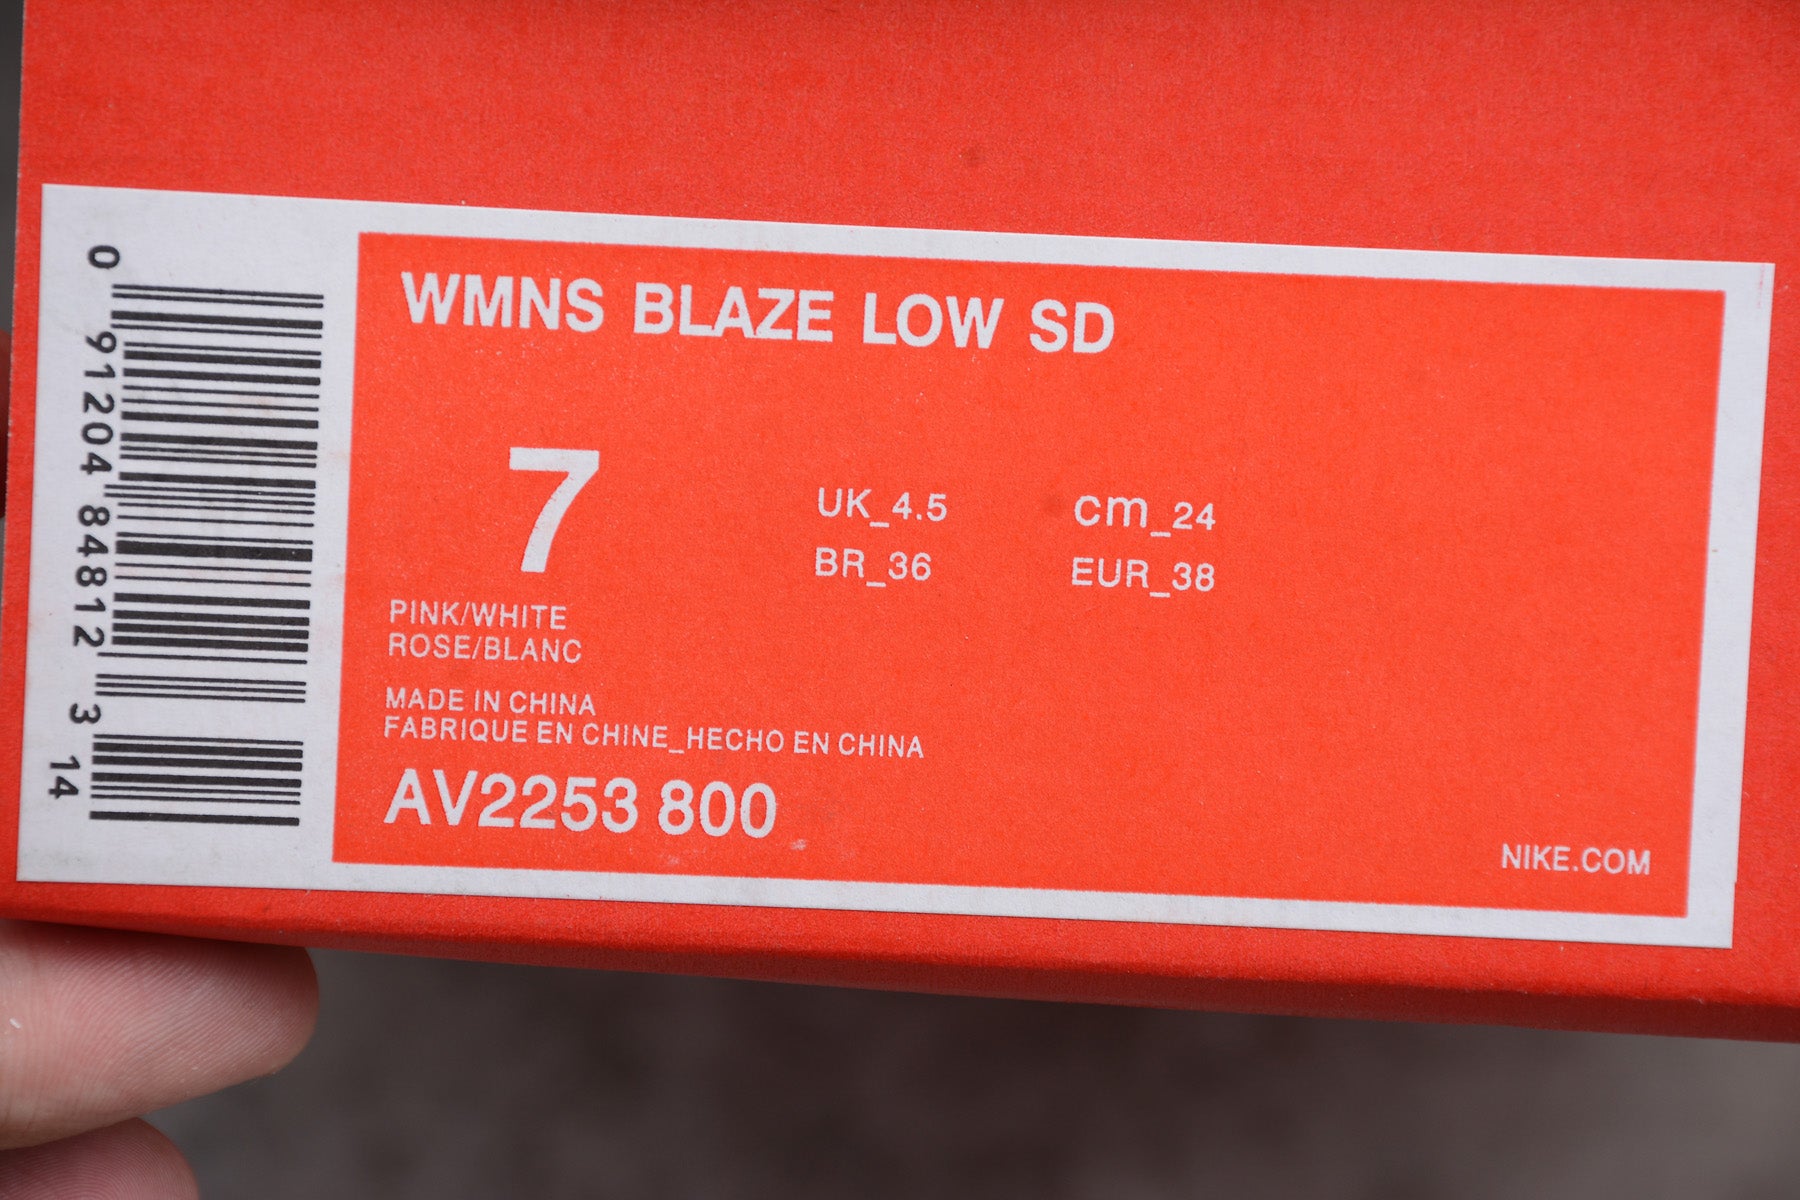 0 91204 84812 3 14
WMNS BLAZE LOW SD
7
UK_4.5
cm_24
BR_36
EUR_38
PINK/WHITE
ROSE/BLANC
MADE IN CHINA
FABRIQUE EN CHINE_HECHO EN CHINA
AV2253 800
NIKE.COM